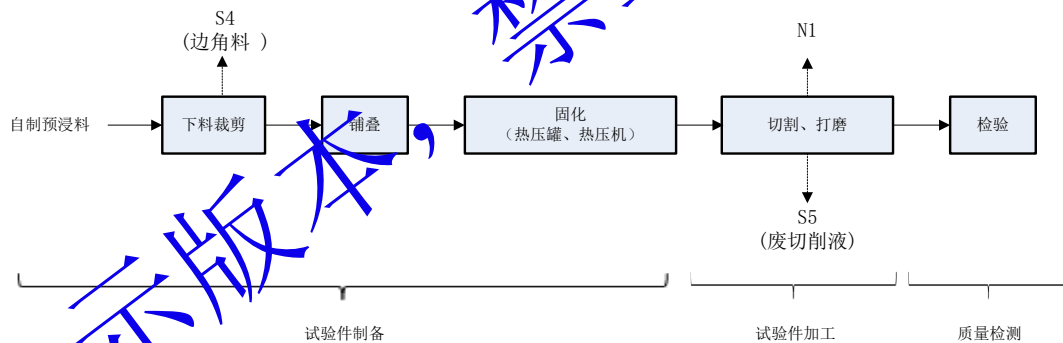 S4
(边角料 )
N1
自制预浸料
下料裁剪
铺叠
固化
（热压罐、热压机）
切割、打磨
检验
S5
(废切削液)
试验件制备
试验件加工
质量检测
示版本，